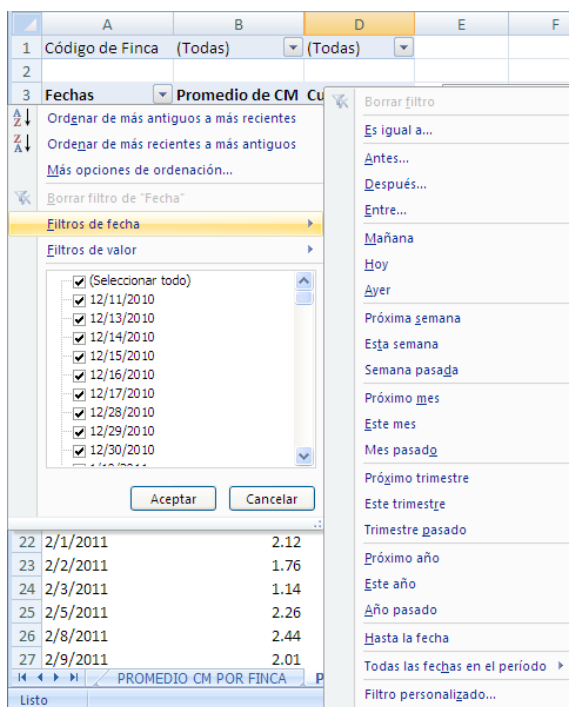 A B D E F
1 Código de Finca (Todas) (Todas)
2
3 Fechas Promedio de CM Cu
Ordenar de más antiguos a más recientes
Ordenar de más recientes a más antiguos
Más opciones de ordenación...
Borrar filtro de "Fecha"
Filtros de fecha
Filtros de valor
(Seleccionar todo)
12/11/2010
12/13/2010
12/14/2010
12/15/2010
12/16/2010
12/17/2010
12/28/2010
12/29/2010
12/30/2010
Aceptar Cancelar
Borrar filtro
Es igual a...
Antes...
Después...
Entre...
Mañana
Hoy
Ayer
Próxima semana
Esta semana
Semana pasada
Próximo mes
Este mes
Mes pasado
Próximo trimestre
Este trimestre
Trimestre pasado
Próximo año
Este año
Año pasado
Hasta la fecha
Todas las fechas en el período
Filtro personalizado...
22 2/1/2011 2.12
23 2/2/2011 1.76
24 2/3/2011 1.14
25 2/5/2011 2.26
26 2/8/2011 2.44
27 2/9/2011 2.01
PROMEDIO CM POR FINCA P
Listo